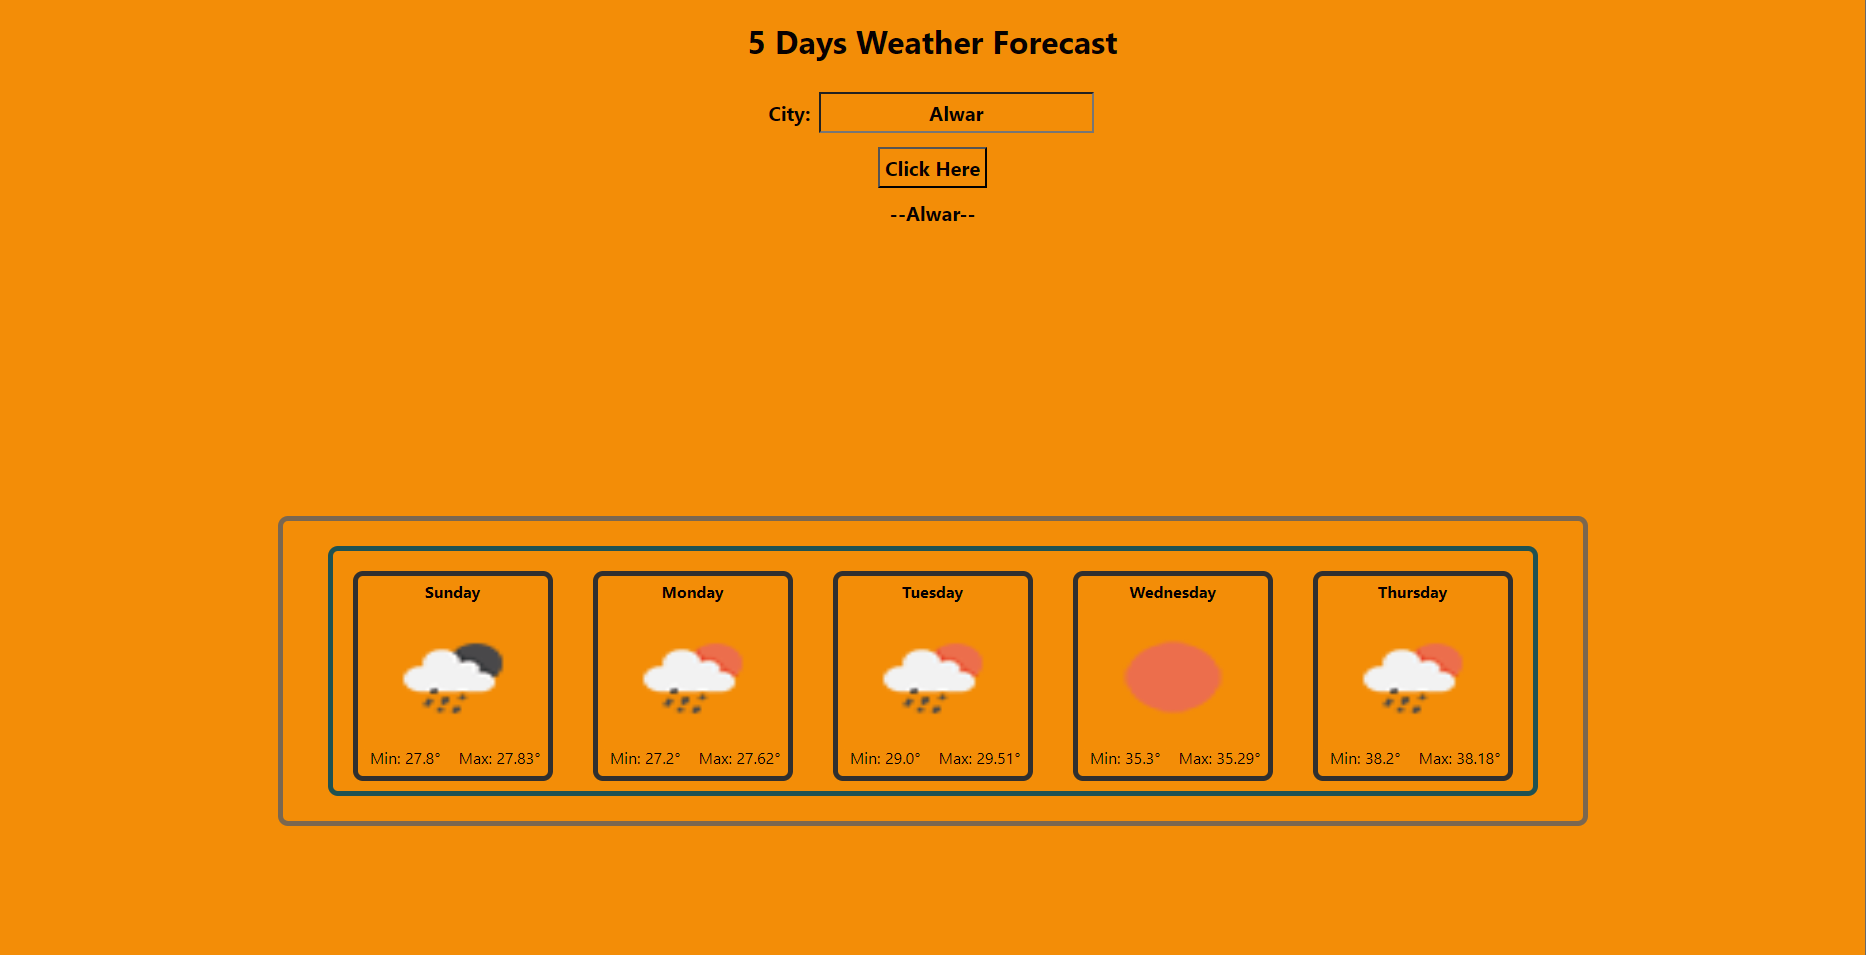 5 Days Weather Forecast
City: Alwar
Click Here
--Alwar--
Sunday
Min: 27.8° Max: 27.83°
Monday
Min: 27.2° Max: 27.62°
Tuesday
Min: 29.0° Max: 29.51°
Wednesday
Min: 35.3° Max: 35.29°
Thursday
Min: 38.2° Max: 38.18°